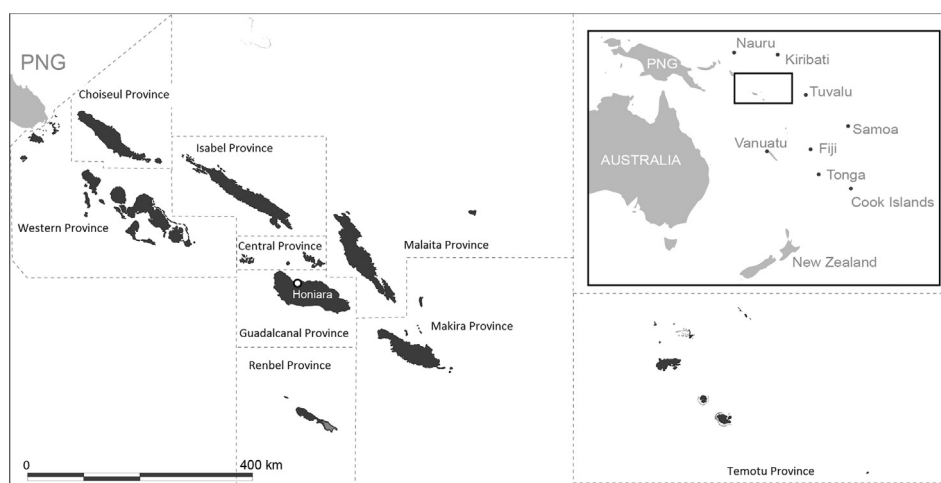 PNG
Choiseul Province
Isabel Province
Western Province
Central Province
Malaita Province
Honiara
Guadalcanal Province
Makira Province
Renbel Province
0
400 km
Temotu Province
Nauru
Kiribati
PNG
Tuvalu
Samoa
Vanuatu
Fiji
AUSTRALIA
Tonga
Cook Islands
New Zealand